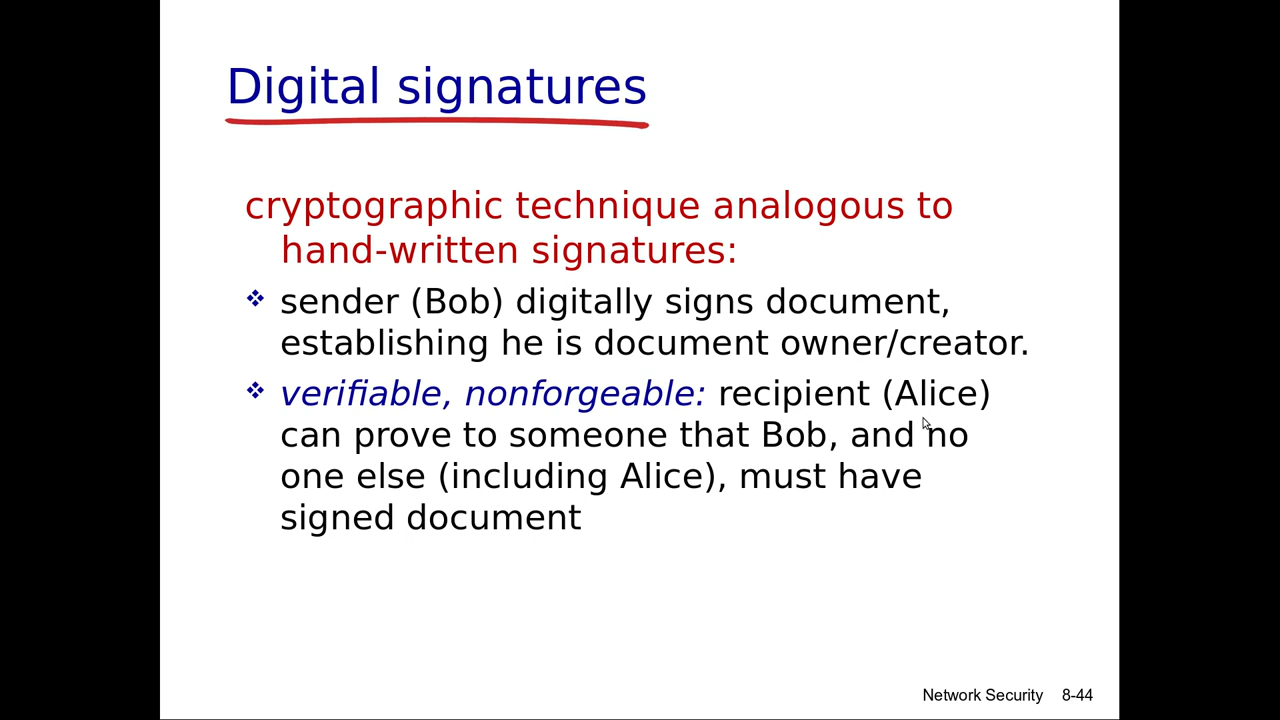 Digital signatures
cryptographic technique analogous to
hand-written signatures:
❖ sender (Bob) digitally signs document,
establishing he is document owner/creator.
❖ verifiable, nonforgeable: recipient (Alice)
can prove to someone that Bob, and no
one else (including Alice), must have
signed document
Network Security 8-44